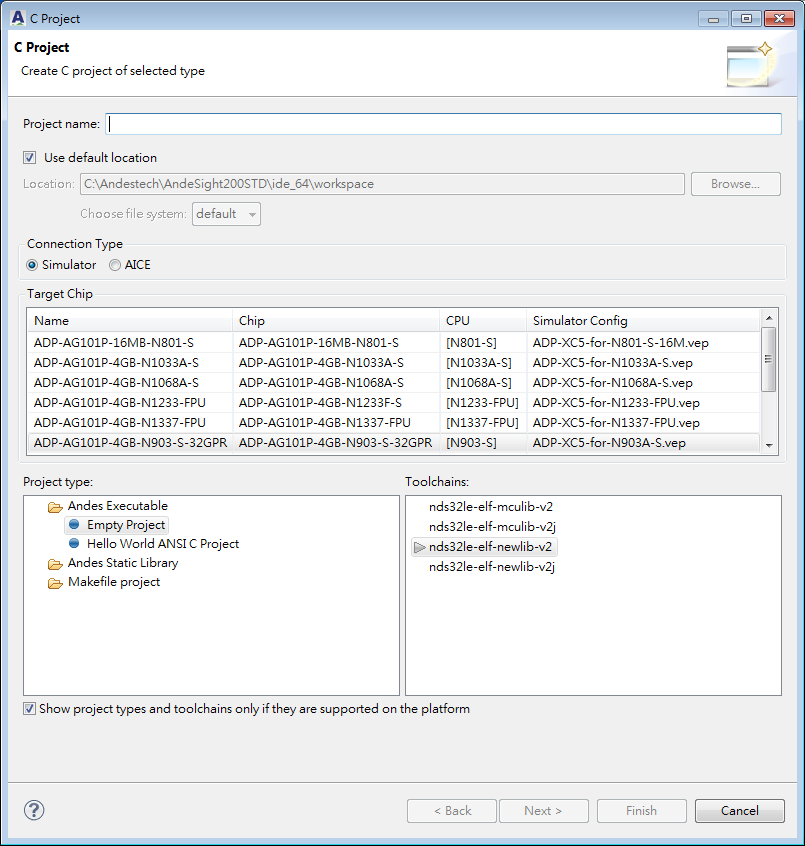 C Project
C Project
Create C project of selected type
Project name:
Use default location
Location: C:\Andestech\AndeSight200STD\ide_64\workspace Browse...
Choose file system: default
Connection Type
Simulator AICE
Target Chip
Name Chip CPU Simulator Config
ADP-AG101P-16MB-N801-S ADP-AG101P-16MB-N801-S [N801-S] ADP-XC5-for-N801-S-16M.vep
ADP-AG101P-4GB-N1033A-S ADP-AG101P-4GB-N1033A-S [N1033A-S] ADP-XC5-for-N1033A-S.vep
ADP-AG101P-4GB-N1068A-S ADP-AG101P-4GB-N1068A-S [N1068A-S] ADP-XC5-for-N1068A-S.vep
ADP-AG101P-4GB-N1233-FPU ADP-AG101P-4GB-N1233F-S [N1233-FPU] ADP-XC5-for-N1233-FPU.vep
ADP-AG101P-4GB-N1337-FPU ADP-AG101P-4GB-N1337-FPU [N1337-FPU] ADP-XC5-for-N1337-FPU.vep
ADP-AG101P-4GB-N903-S-32GPR ADP-AG101P-4GB-N903-S-32GPR [N903-S] ADP-XC5-for-N903A-S.vep
Project type:
Andes Executable
Empty Project
Hello World ANSI C Project
Andes Static Library
Makefile project
Toolchains:
nds32le-elf-mculib-v2
nds32le-elf-mculib-v2j
nds32le-elf-newlib-v2
nds32le-elf-newlib-v2j
Show project types and toolchains only if they are supported on the platform
< Back Next > Finish Cancel